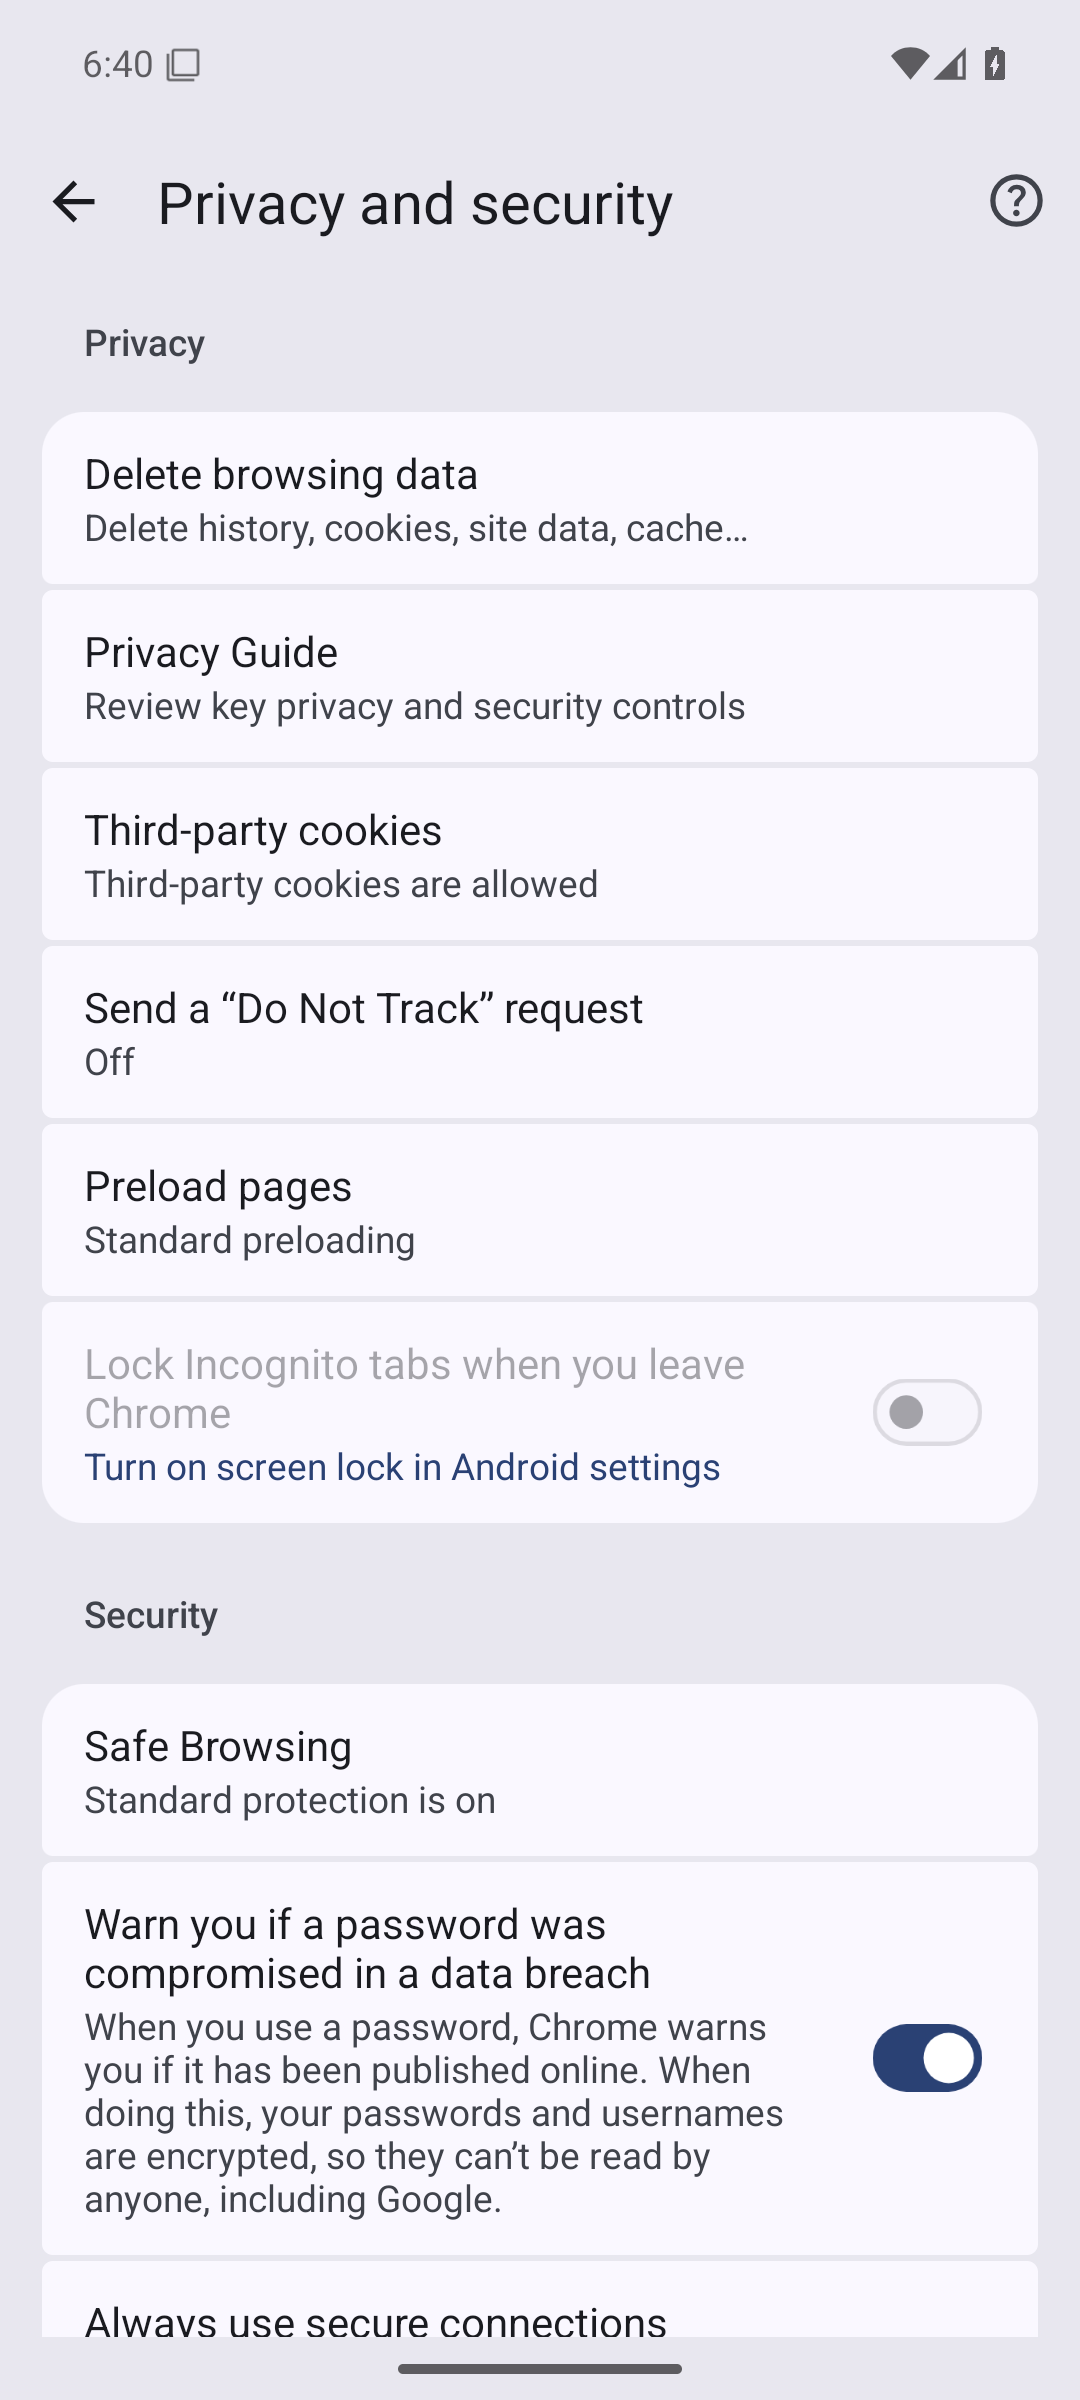 6:40
Privacy and security
Privacy
Delete browsing data
Delete history, cookies, site data, cache…
Privacy Guide
Review key privacy and security controls
Third-party cookies
Third-party cookies are allowed
Send a “Do Not Track” request
Off
Preload pages
Standard preloading
Lock Incognito tabs when you leave
Chrome
Turn on screen lock in Android settings
Security
Safe Browsing
Standard protection is on
Warn you if a password was
compromised in a data breach
When you use a password, Chrome warns
you if it has been published online. When
doing this, your passwords and usernames
are encrypted, so they can’t be read by
anyone, including Google.
Always use secure connections